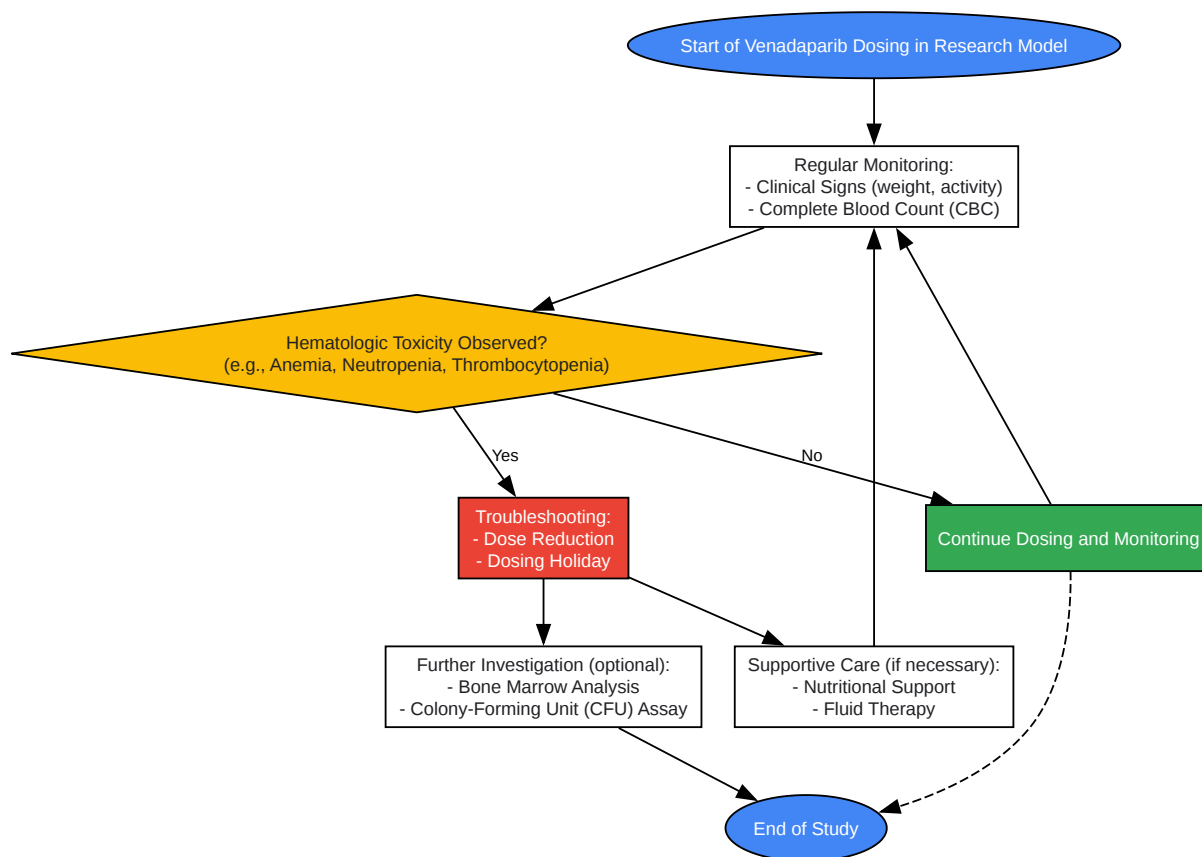 Start of Venadaparib Dosing in Research Model
Regular Monitoring:
- Clinical Signs (weight, activity)
- Complete Blood Count (CBC)
Hematologic Toxicity Observed?
(e.g., Anemia, Neutropenia, Thrombocytopenia)
Yes
No
Troubleshooting:
- Dose Reduction
- Dosing Holiday
Continue Dosing and Monitoring
Further Investigation (optional):
- Bone Marrow Analysis
- Colony-Forming Unit (CFU) Assay
Supportive Care (if necessary):
- Nutritional Support
- Fluid Therapy
End of Study